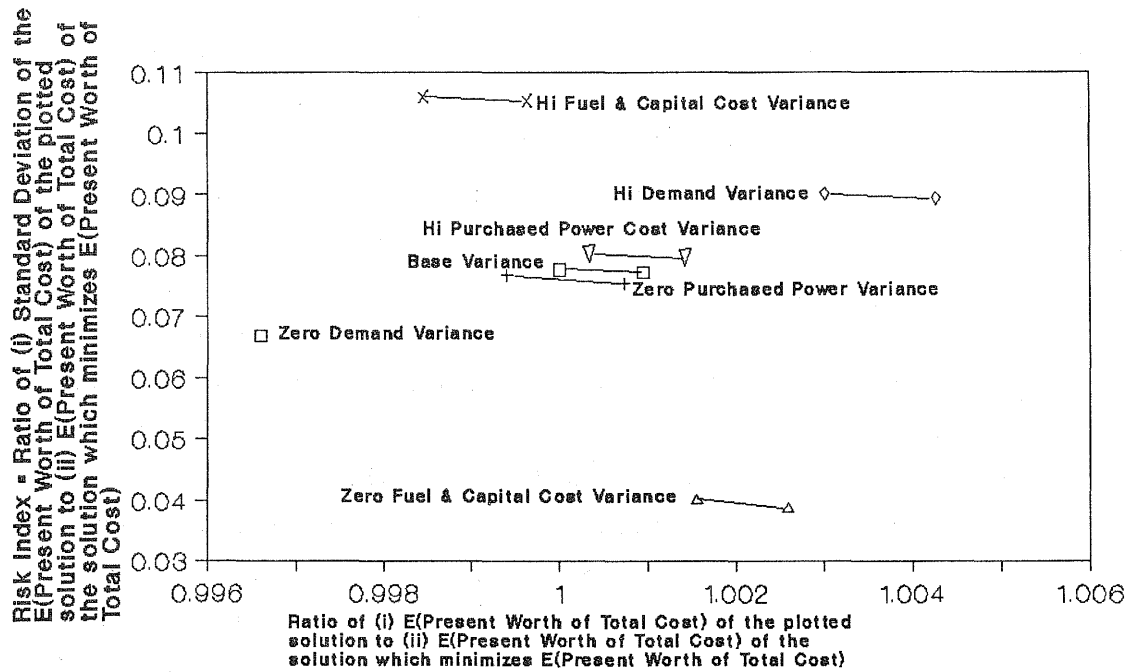 Risk Index = Ratio of (i) Standard Deviation of the
E(Present Worth of Total Cost) of the plotted
solution to (ii) E(Present Worth of Total Cost) of
the solution which minimizes E(Present Worth of
Total Cost)
0.11
0.1
0.09
0.08
0.07
0.06
0.05
0.04
0.03
Hi Fuel & Capital Cost Variance
Hi Demand Variance
Hi Purchased Power Cost Variance
Base Variance
Zero Purchased Power Variance
Zero Demand Variance
Zero Fuel & Capital Cost Variance
0.996 0.998 1 1.002 1.004 1.006
Ratio of (i) E(Present Worth of Total Cost) of the plotted
solution to (ii) E(Present Worth of Total Cost) of the
solution which minimizes E(Present Worth of Total Cost)